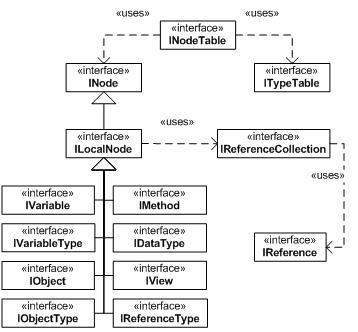 «uses»
«uses»
«interface»
INodeTable
«interface»
INode
«interface»
ITypeTable
«uses»
«interface»
ILocalNode
«interface»
IReferenceCollection
«uses»
«interface»
IVariable
«interface»
IMethod
«interface»
IVariableType
«interface»
IDataType
«interface»
IReference
«interface»
IObject
«interface»
IView
«interface»
IObjectType
«interface»
IReferenceType